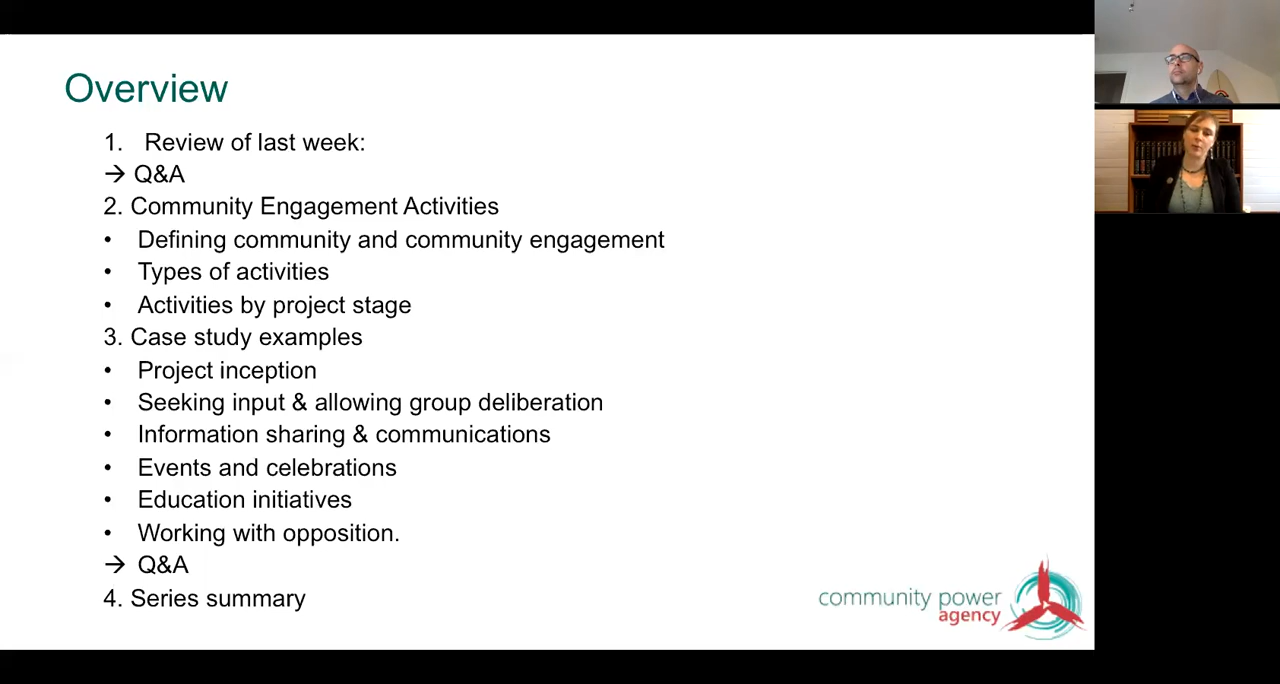 Overview
1. Review of last week:
→ Q&A
2. Community Engagement Activities
• Defining community and community engagement
• Types of activities
• Activities by project stage
3. Case study examples
• Project inception
• Seeking input & allowing group deliberation
• Information sharing & communications
• Events and celebrations
• Education initiatives
• Working with opposition.
→ Q&A
4. Series summary
community power
agency